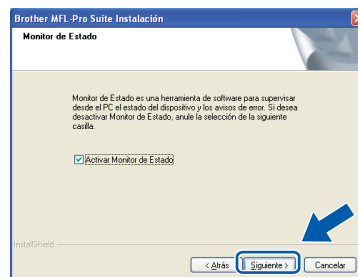 Brother MFL-Pro Suite Instalación
Monitor de Estado
Monitor de Estado es una herramienta de software para supervisar
desde el PC el estado del dispositivo y los avisos de error. Si desea
desactivar Monitor de Estado, anule la selección de la siguiente
casilla.
Activar Monitor de Estado
InstallShield
< Atrás Siguiente > Cancelar